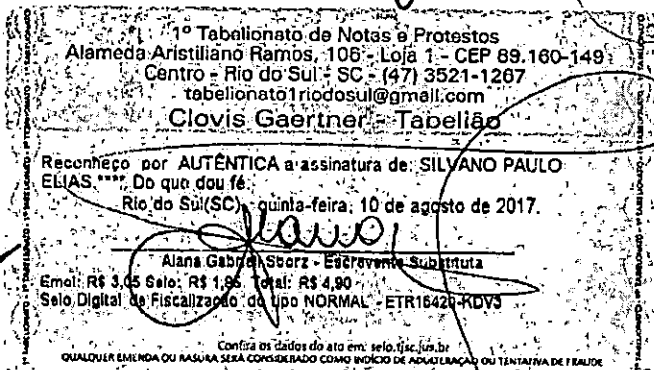 1º Tabelionato de Notas e Protestos
Alameda Aristiliano Ramos, 106 - Loja 1 - CEP 89.160-149
Centro - Rio do Sul - SC - (47) 3521-1267
tabelionato1riodosul@gmail.com
Clovis Gaertner - Tabelião
Reconheço por AUTÊNTICA a assinatura de: SILVANO PAULO
ELIAS.****. Do que dou fé.
Rio do Sul(SC), quinta-feira, 10 de agosto de 2017.
Alana Gabriel Sborz - Escrevente Substituta
Emol: R$ 3,05 Selo: R$ 1,85 Total: R$ 4,90
Selo Digital de Fiscalização do tipo NORMAL - ETR16420-KDV3
Confira os dados do ato em: selo.tjsc.jus.br
QUALQUER EMENDA OU RASURA SERÁ CONSIDERADO COMO INDÍCIO DE ADULTERAÇÃO OU TENTATIVA DE FRAUDE